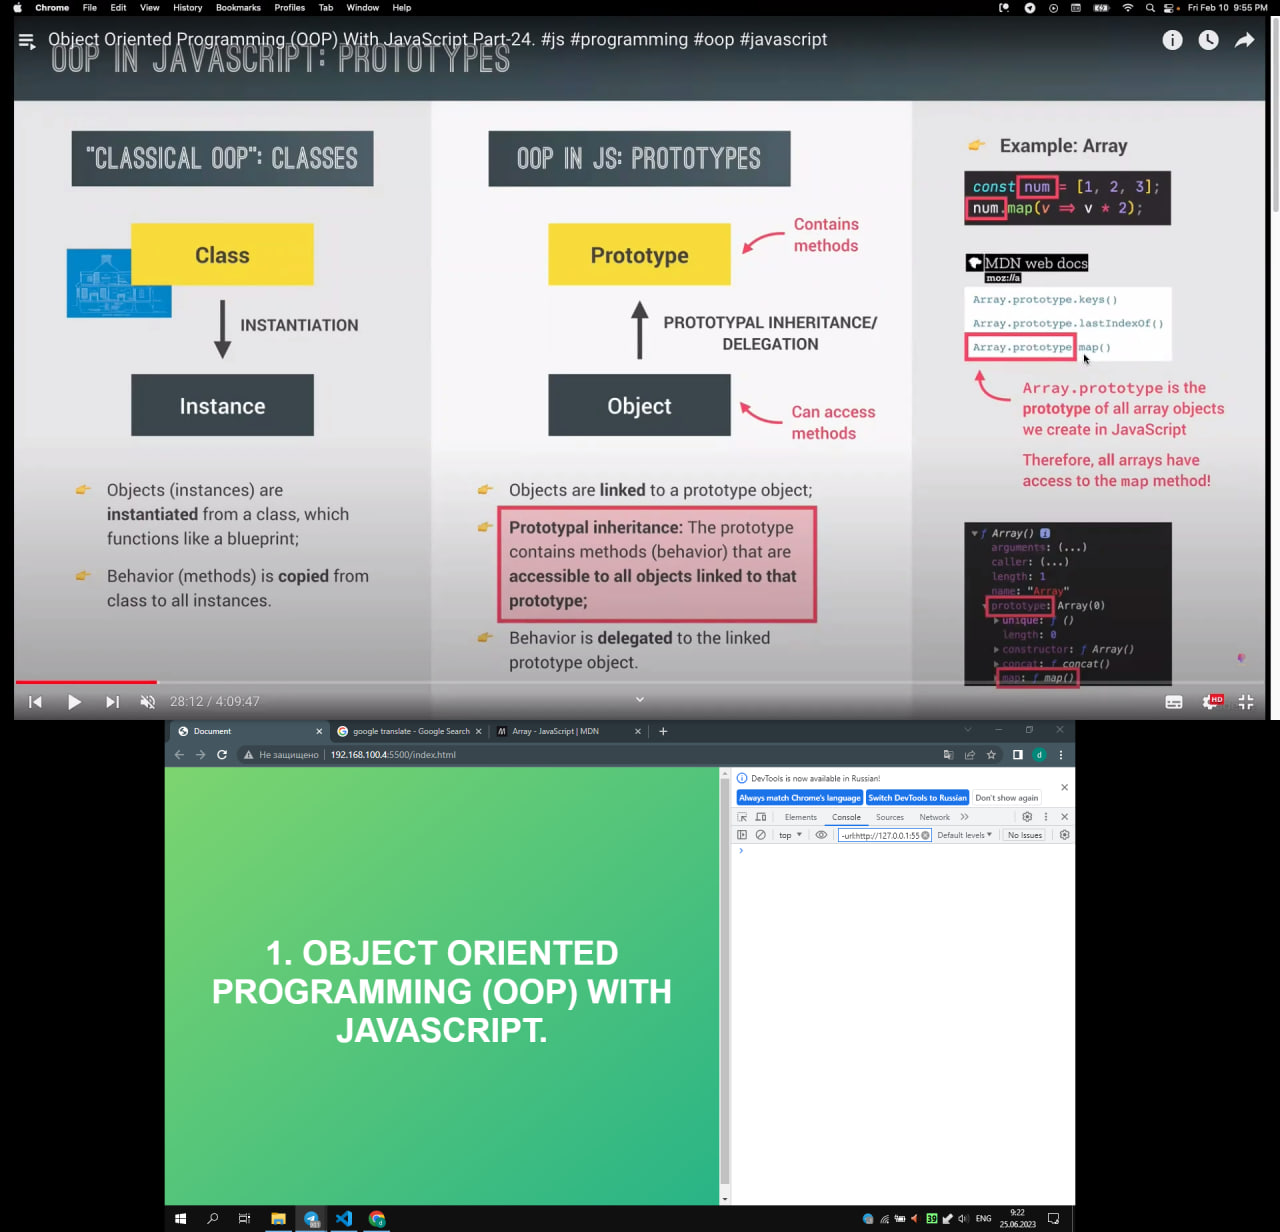 Chrome File Edit View History Bookmarks Profiles Tab Window Help
Fri Feb 10 9:55 PM
Object Oriented Programming (OOP) With JavaScript Part-24. #js #programming #oop #javascript
OOP IN JAVASCRIPT: PROTOTYPES
"CLASSICAL OOP": CLASSES
Class
INSTANTIATION
Instance
Objects (instances) are
instantiated from a class, which
functions like a blueprint;
Behavior (methods) is copied from
class to all instances.
OOP IN JS: PROTOTYPES
Prototype
Contains
methods
PROTOTYPAL INHERITANCE/
DELEGATION
Object
Can access
methods
Objects are linked to a prototype object;
Prototypal inheritance: The prototype
contains methods (behavior) that are
accessible to all objects linked to that
prototype;
Behavior is delegated to the linked
prototype object.
Example: Array
const num = [1, 2, 3];
num.map(v ⇒ v * 2);
MDN web docs
moz://a
Array.prototype.keys()
Array.prototype.lastIndexOf()
Array.prototype.map()
Array.prototype is the
prototype of all array objects
we create in JavaScript
Therefore, all arrays have
access to the map method!
ƒ Array()
arguments: (...)
caller: (...)
length: 1
name: "Array"
prototype: Array(0)
unique: ƒ ()
length: 0
constructor: ƒ Array()
concat: ƒ concat()
map: ƒ map()
28:12 / 4:09:47
HD
Document
google translate - Google Search
Array - JavaScript | MDN
Не защищено | 192.168.100.4:5500/index.html
d
1. OBJECT ORIENTED
PROGRAMMING (OOP) WITH
JAVASCRIPT.
DevTools is now available in Russian!
Always match Chrome's language
Switch DevTools to Russian
Don't show again
Elements Console Sources Network
top
-url:http://127.0.0.1:55
Default levels
No Issues
39
ENG
9:22
25.06.2023